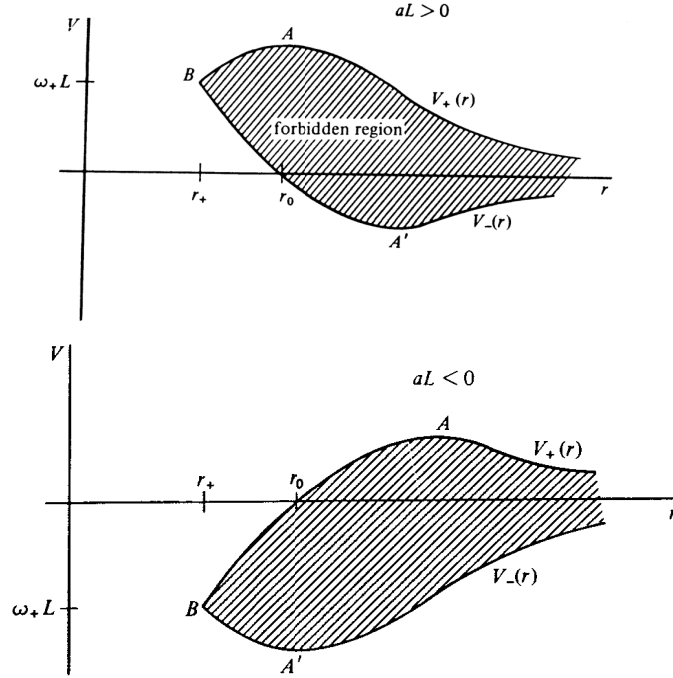 aL > 0
V
A
ω₊L
B
V₊(r)
forbidden region
r₊
r₀
r
A'
V₋(r)
V
aL < 0
A
V₊(r)
r₊
r₀
r
ω₊L
B
V₋(r)
A'